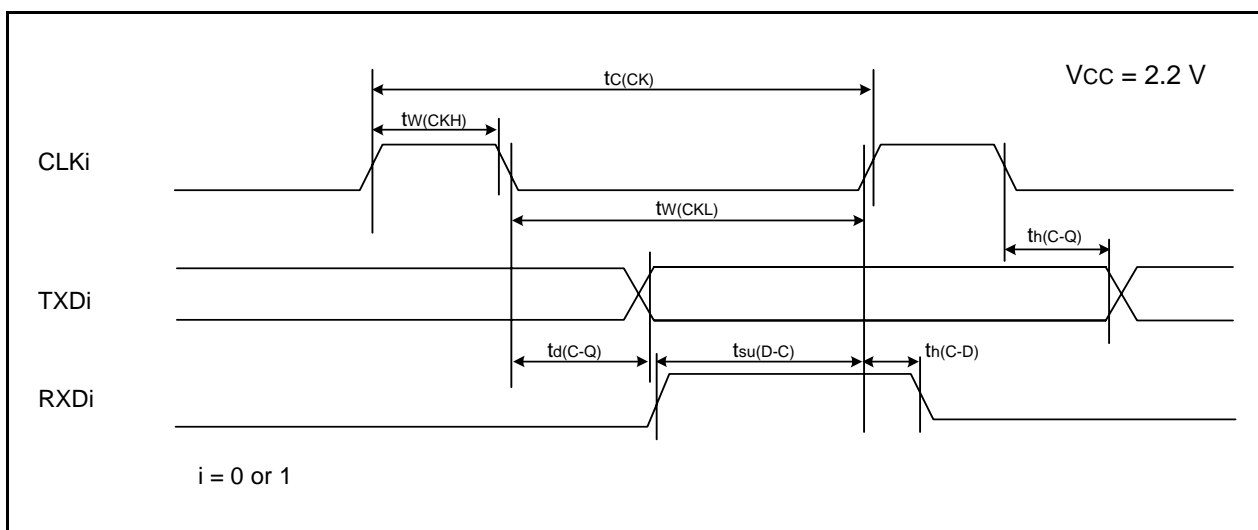 tC(CK)
VCC = 2.2 V
tW(CKH)
CLKi
tW(CKL)
th(C-Q)
TXDi
td(C-Q)
tsu(D-C)
th(C-D)
RXDi
i = 0 or 1